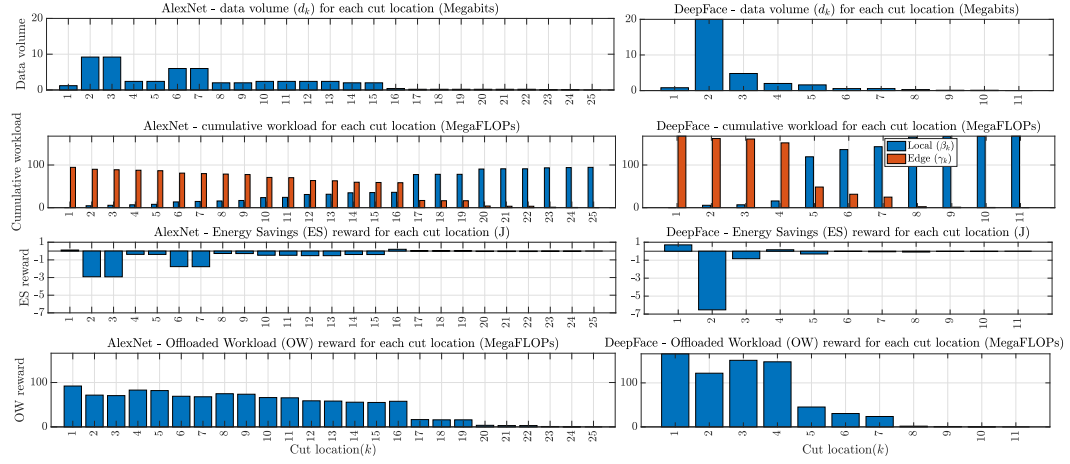 AlexNet - data volume (d_k) for each cut location (Megabits)
Data volume
20
10
0
1 2 3 4 5 6 7 8 9 10 11 12 13 14 15 16 17 18 19 20 21 22 23 24 25
DeepFace - data volume (d_k) for each cut location (Megabits)
20
10
0
1 2 3 4 5 6 7 8 9 10 11
AlexNet - cumulative workload for each cut location (MegaFLOPs)
Cumulative workload
100
0
1 2 3 4 5 6 7 8 9 10 11 12 13 14 15 16 17 18 19 20 21 22 23 24 25
DeepFace - cumulative workload for each cut location (MegaFLOPs)
100
0
Local (β_k)
Edge (γ_k)
1 2 3 4 5 6 7 8 9 10 11
AlexNet - Energy Savings (ES) reward for each cut location (J)
ES reward
1
-1
-3
-5
-7
1 2 3 4 5 6 7 8 9 10 11 12 13 14 15 16 17 18 19 20 21 22 23 24 25
DeepFace - Energy Savings (ES) reward for each cut location (J)
1
-1
-3
-5
-7
1 2 3 4 5 6 7 8 9 10 11
AlexNet - Offloaded Workload (OW) reward for each cut location (MegaFLOPs)
OW reward
100
0
1 2 3 4 5 6 7 8 9 10 11 12 13 14 15 16 17 18 19 20 21 22 23 24 25
Cut location(k)
DeepFace - Offloaded Workload (OW) reward for each cut location (MegaFLOPs)
100
0
1 2 3 4 5 6 7 8 9 10 11
Cut location(k)